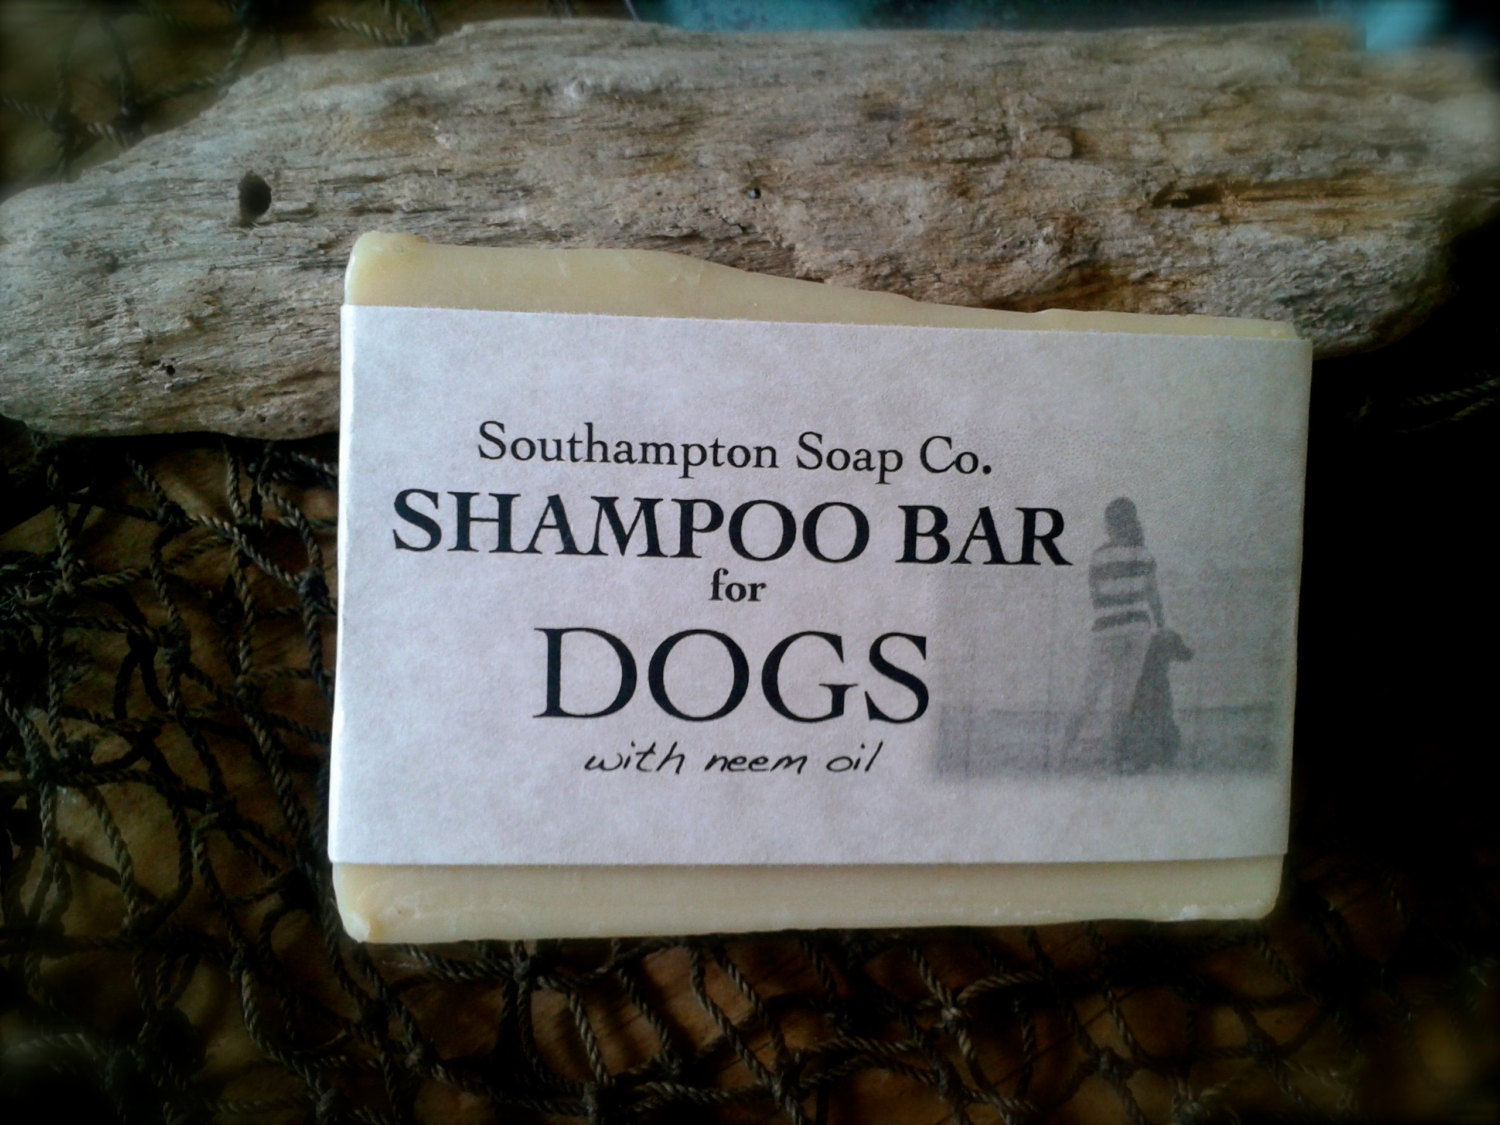 Southampton Soap Co.
SHAMPOO BAR
for
DOGS
with neem oil